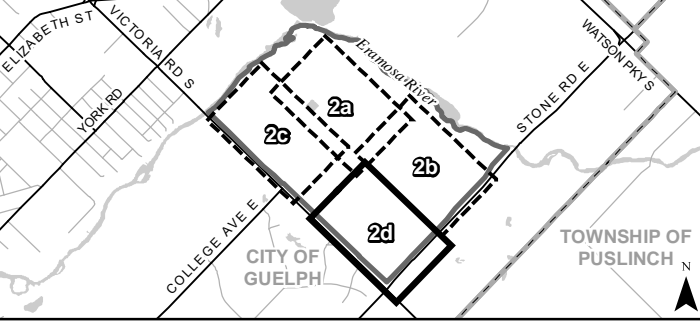 ELIZABETH ST
VICTORIA RD S
YORK RD
Eramosa River
WATSON PKY S
STONE RD E
2a
2c
2b
2d
COLLEGE AVE E
CITY OF
GUELPH
TOWNSHIP OF
PUSLINCH
N